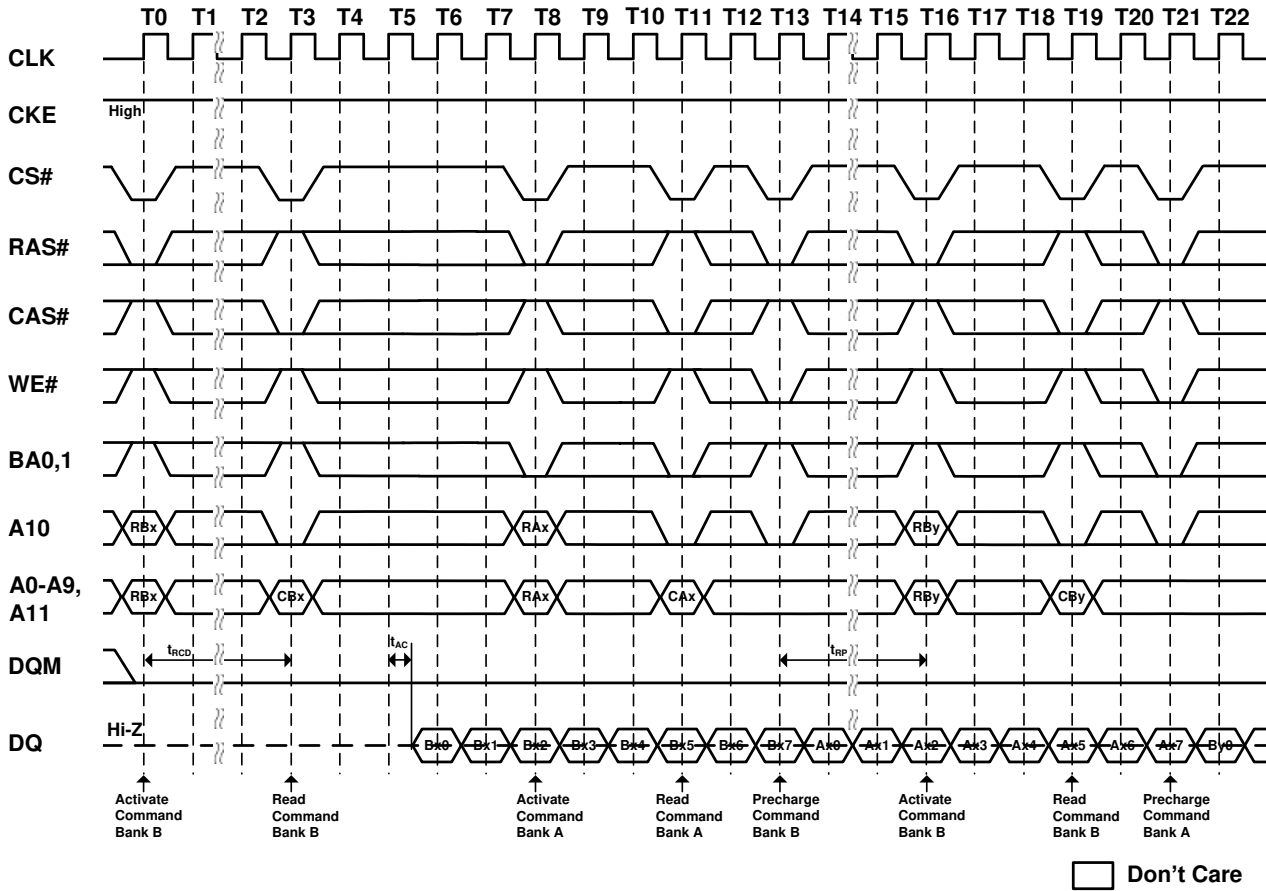 T0 T1 T2 T3 T4 T5 T6 T7 T8 T9 T10 T11 T12 T13 T14 T15 T16 T17 T18 T19 T20 T21 T22
CLK
CKE
High
CS#
RAS#
CAS#
WE#
BA0,1
A10
RBx RAx RBy
A0-A9,
A11
RBx CBx RAx CAx RBy CBy
DQM
tRCD tAC tRP
DQ
Hi-Z
Bx0 Bx1 Bx2 Bx3 Bx4 Bx5 Bx6 Bx7 Ax0 Ax1 Ax2 Ax3 Ax4 Ax5 Ax6 Ax7 By0
Activate
Command
Bank B
Read
Command
Bank B
Activate
Command
Bank A
Read
Command
Bank A
Precharge
Command
Bank B
Activate
Command
Bank B
Read
Command
Bank B
Precharge
Command
Bank A
Don't Care